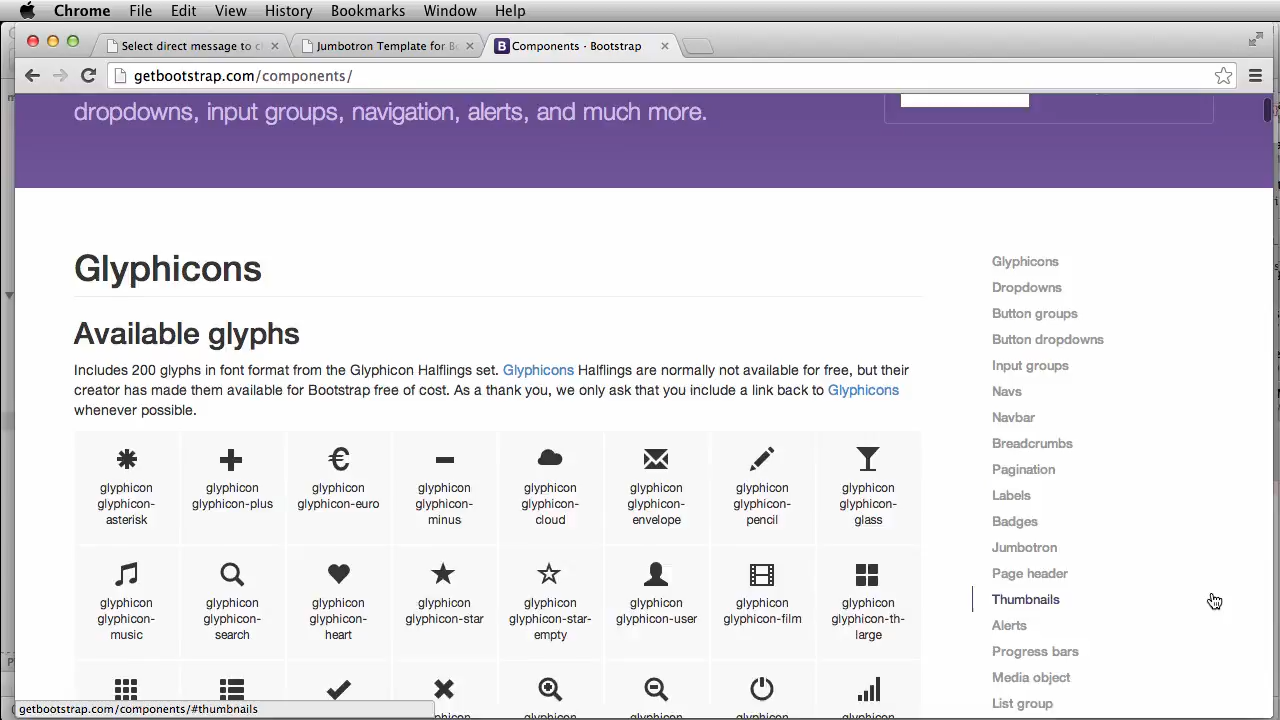 Chrome File Edit View History Bookmarks Window Help
Select direct message to c
Jumbotron Template for Bo
Components · Bootstrap
getbootstrap.com/components/
dropdowns, input groups, navigation, alerts, and much more.
Glyphicons
Available glyphs
Includes 200 glyphs in font format from the Glyphicon Halflings set. Glyphicons Halflings are normally not available for free, but their
creator has made them available for Bootstrap free of cost. As a thank you, we only ask that you include a link back to Glyphicons
whenever possible.
glyphicon
glyphicon-
asterisk
glyphicon
glyphicon-plus
glyphicon
glyphicon-euro
glyphicon
glyphicon-
minus
glyphicon
glyphicon-
cloud
glyphicon
glyphicon-
envelope
glyphicon
glyphicon-
pencil
glyphicon
glyphicon-
glass
glyphicon
glyphicon-
music
glyphicon
glyphicon-
search
glyphicon
glyphicon-
heart
glyphicon
glyphicon-star
glyphicon
glyphicon-star-
empty
glyphicon
glyphicon-user
glyphicon
glyphicon-film
glyphicon
glyphicon-th-
large
Glyphicons
Dropdowns
Button groups
Button dropdowns
Input groups
Navs
Navbar
Breadcrumbs
Pagination
Labels
Badges
Jumbotron
Page header
Thumbnails
Alerts
Progress bars
Media object
List group
getbootstrap.com/components/#thumbnails